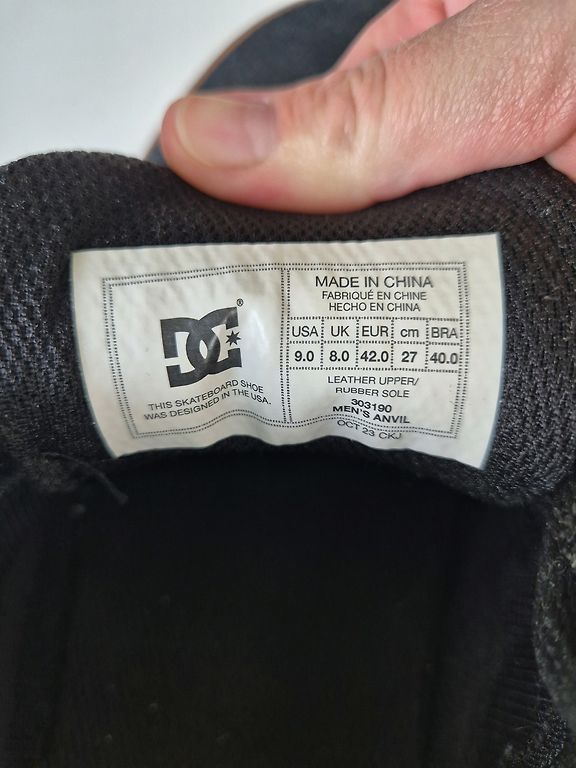 DC
®
THIS SKATEBOARD SHOE
WAS DESIGNED IN THE USA.
MADE IN CHINA
FABRIQUÉ EN CHINE
HECHO EN CHINA
USA UK EUR cm BRA
9.0 8.0 42.0 27 40.0
LEATHER UPPER/
RUBBER SOLE
303190
MEN'S ANVIL
OCT 23 CKJ